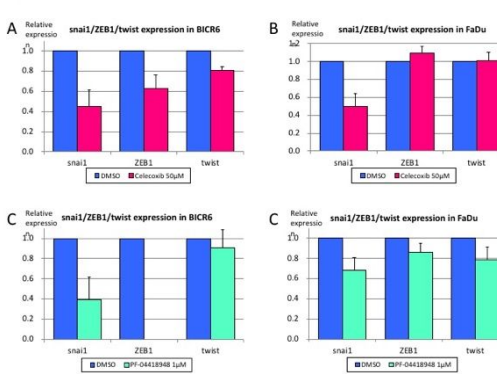 A
Relative
expressio
n
snai1/ZEB1/twist expression in BICR6
1.0
0.8
0.6
0.4
0.2
0.0
snai1 ZEB1 twist
DMSO Celecoxib 50μM
B
Relative
expressio
n
snai1/ZEB1/twist expression in FaDu
1.2
1.0
0.8
0.6
0.4
0.2
0.0
snai1 ZEB1 twist
DMSO Celecoxib 50μM
C
Relative
expressio
n
snai1/ZEB1/twist expression in BICR6
1.0
0.8
0.6
0.4
0.2
0.0
snai1 ZEB1 twist
DMSO PF-04418948 1μM
C
Relative
expressio
n
snai1/ZEB1/twist expression in FaDu
1.0
0.8
0.6
0.4
0.2
0.0
snai1 ZEB1 twist
DMSO PF-04418948 1μM